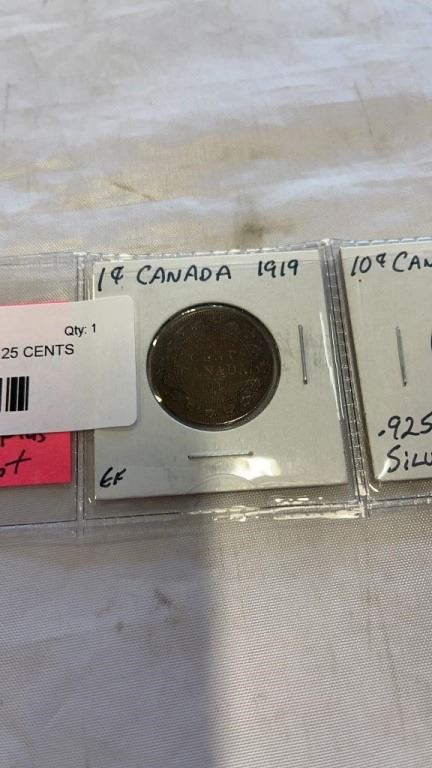 1¢ CANADA 1919
10¢ CAN
Qty: 1
25 CENTS
CENT
CANADA
EF
.925
SILV